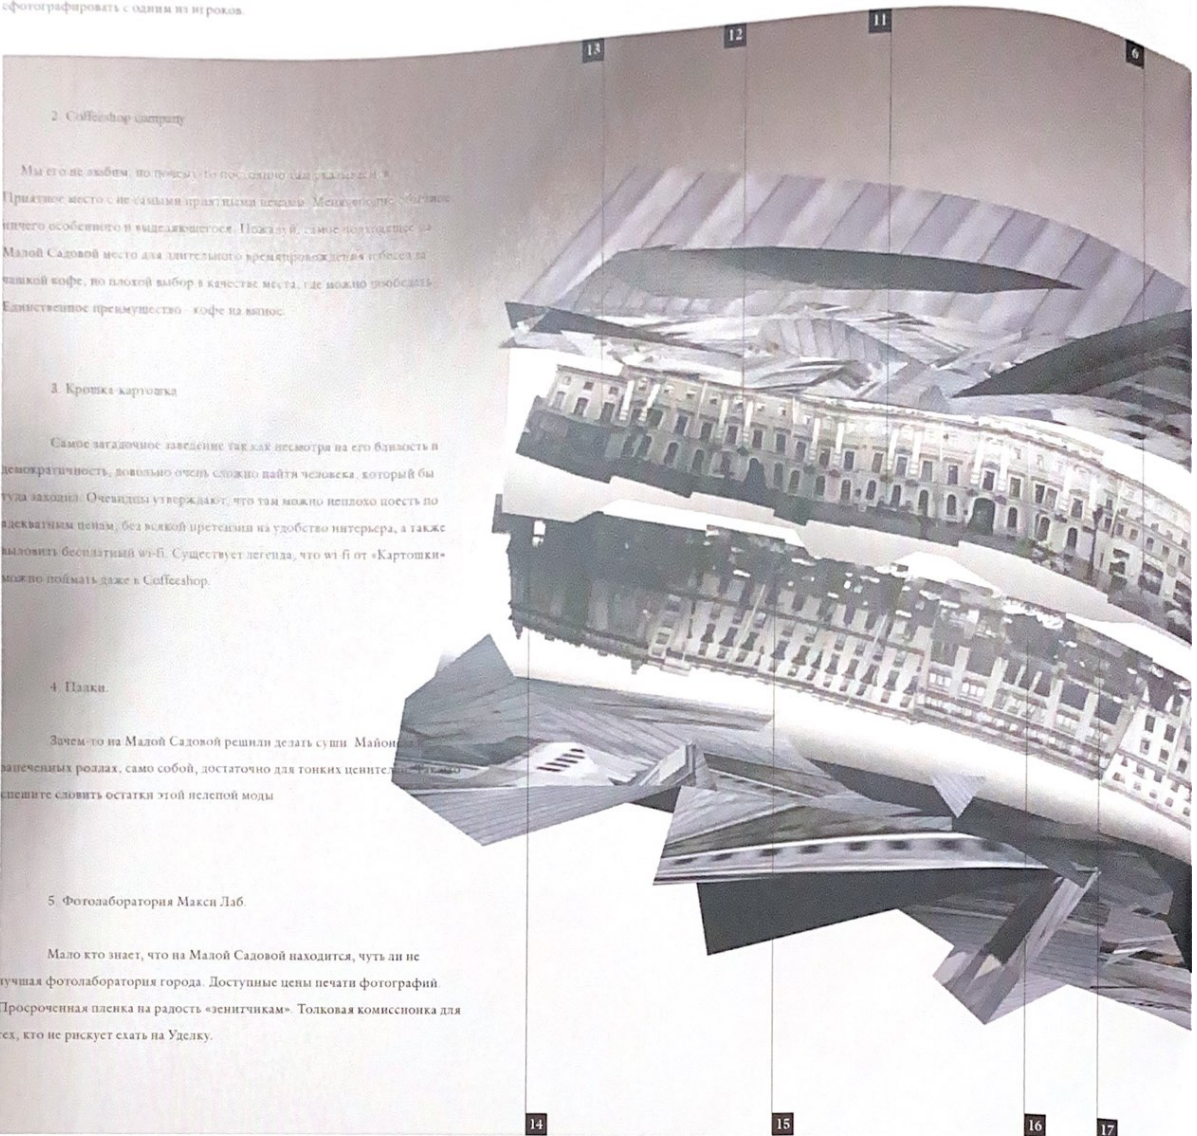 сфотографировать с одним из игроков.
13
12
11
6
2. Coffeeshop company
Мы его не любим, но почему-то постоянно там
Приятное место с не самыми приятными ценами. Меню
ничего особенного и выделяющегося. Пожалуй, самое подходящее на
Малой Садовой место для длительного времяпровождения и бесед за
чашкой кофе, но плохой выбор в качестве места, где можно пообедать.
Единственное преимущество - кофе на вынос.
3. Крошка-картошка
Самое загадочное заведение так как несмотря на его близость и
демократичность, довольно очень сложно найти человека, который бы
туда заходил. Очевидцы утверждают, что там можно неплохо поесть по
адекватным ценам, без всякой претензии на удобство интерьера, а также
выловить бесплатный wi-fi. Существует легенда, что wi-fi от «Картошки»
можно поймать даже в Coffeeshop.
4. Палки.
Зачем-то на Малой Садовой решили делать суши. Майонеза
запеченных роллах, само собой, достаточно для тонких ценителей.
спешите словить остатки этой нелепой моды
5. Фотолаборатория Макси Лаб.
Мало кто знает, что на Малой Садовой находится, чуть ли не
лучшая фотолаборатория города. Доступные цены печати фотографий.
Просроченная пленка на радость «зенитчикам». Толковая комиссионка для
тех, кто не рискует ехать на Уделку.
14
15
16
17